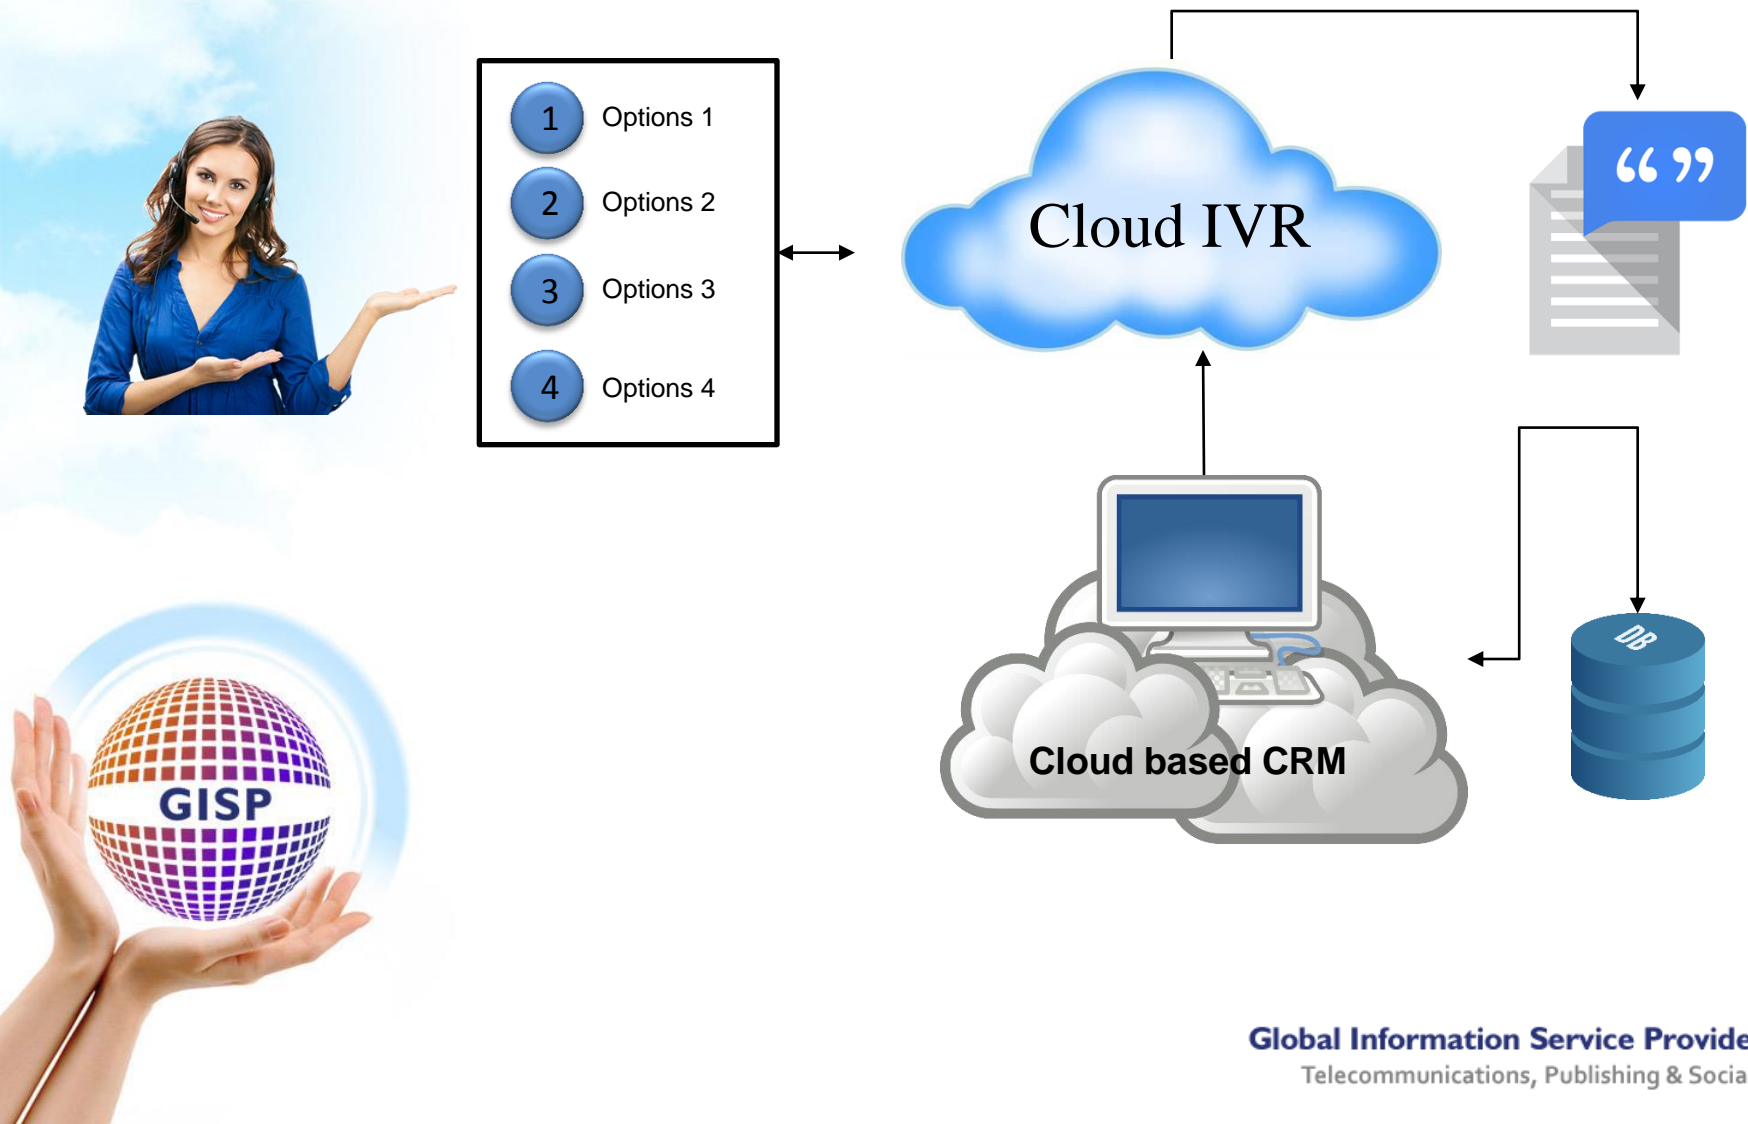 1 Options 1
2 Options 2
3 Options 3
4 Options 4
Cloud IVR
“ ”
DB
Cloud based CRM
GISP
Global Information Service Provide
Telecommunications, Publishing & Socia